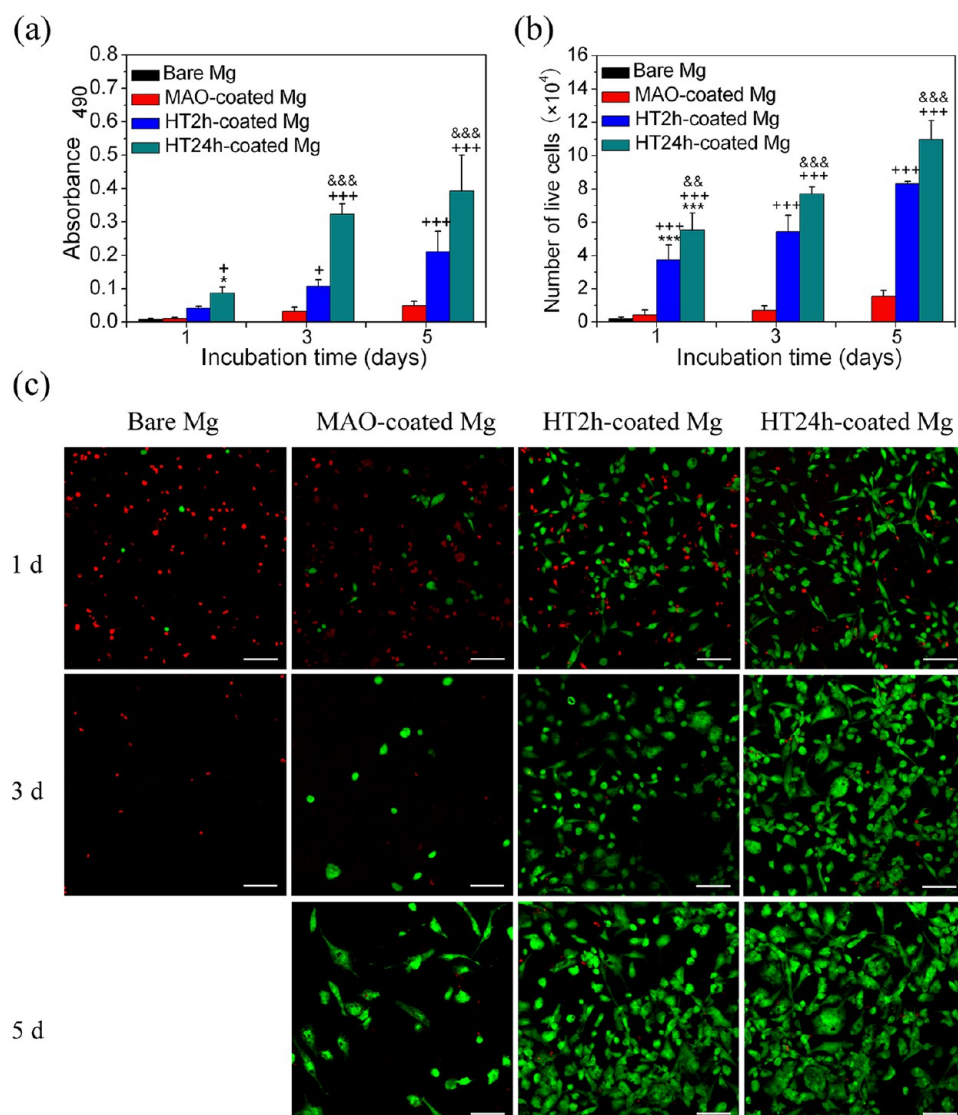 (a)
0.8
0.7
0.6
0.5
0.4
0.3
0.2
0.1
0.0
Absorbance 490
Bare Mg
MAO-coated Mg
HT2h-coated Mg
HT24h-coated Mg
+
*
+
&&&
+++
+++
&&&
+++
1 3 5
Incubation time (days)
(b)
16
14
12
10
8
6
4
2
0
Number of live cells (×10⁴)
Bare Mg
MAO-coated Mg
HT2h-coated Mg
HT24h-coated Mg
+++
***
&&
+++
***
+++
&&&
+++
+++
&&&
+++
1 3 5
Incubation time (days)
(c)
Bare Mg MAO-coated Mg HT2h-coated Mg HT24h-coated Mg
1 d
3 d
5 d